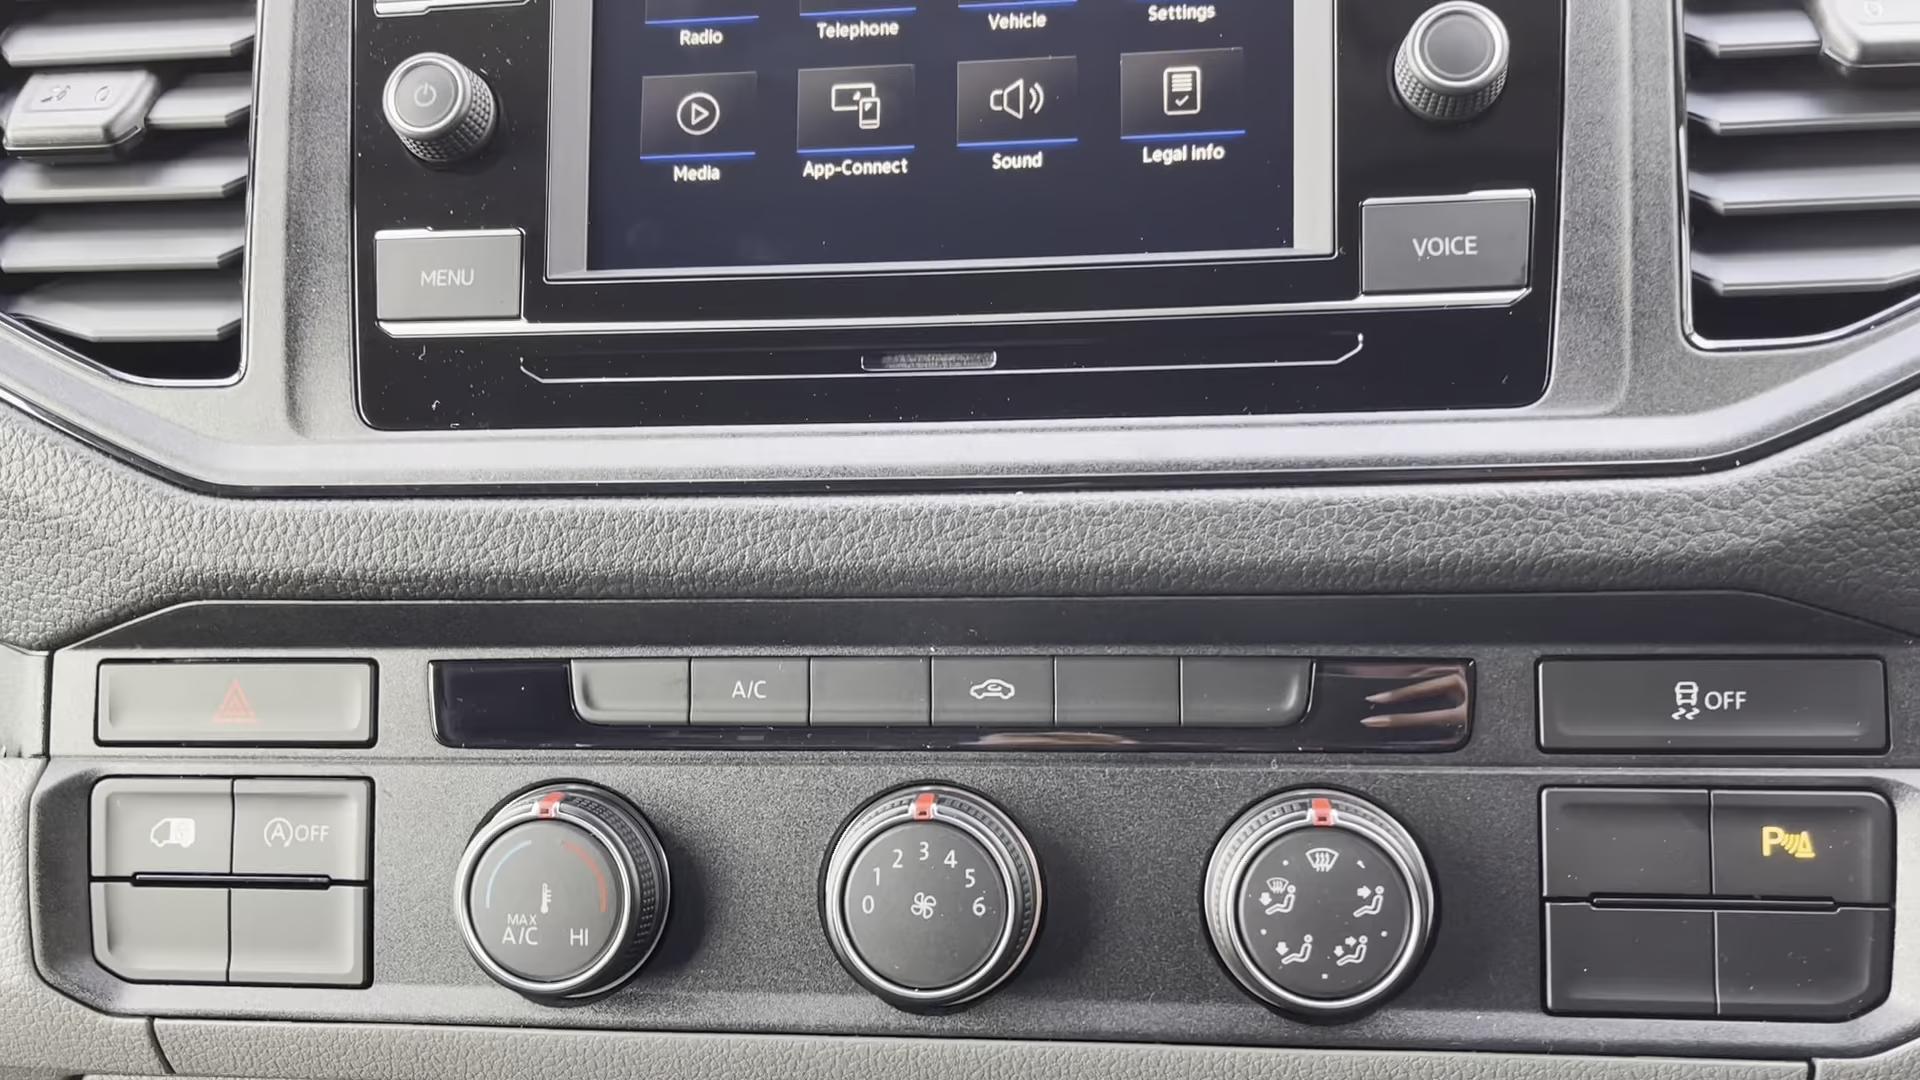 Radio
Telephone
Vehicle
Settings
Media
App-Connect
Sound
Legal info
MENU
VOICE
A/C
OFF
A OFF
MAX
A/C
HI
0 1 2 3 4 5 6
P